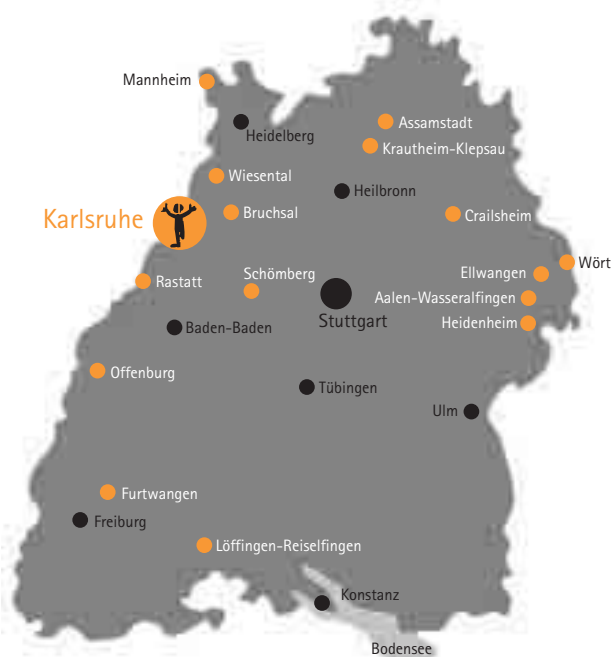 Mannheim
Assamstadt
Heidelberg
Krautheim-Klepsau
Wiesental
Heilbronn
Karlsruhe
Bruchsal
Crailsheim
Wört
Ellwangen
Schömberg
Rastatt
Aalen-Wasseralfingen
Stuttgart
Heidenheim
Baden-Baden
Offenburg
Tübingen
Ulm
Furtwangen
Freiburg
Löffingen-Reiselfingen
Konstanz
Bodensee